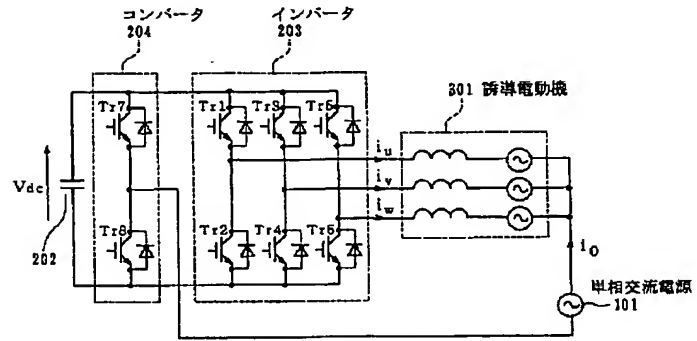 コンバータ
204
インバータ
203
Tr7
Tr1
Tr3
Tr5
301 誘導電動機
iu
iv
iw
Vdc
Tr8
Tr2
Tr4
Tr6
202
i0
単相交流電源
101